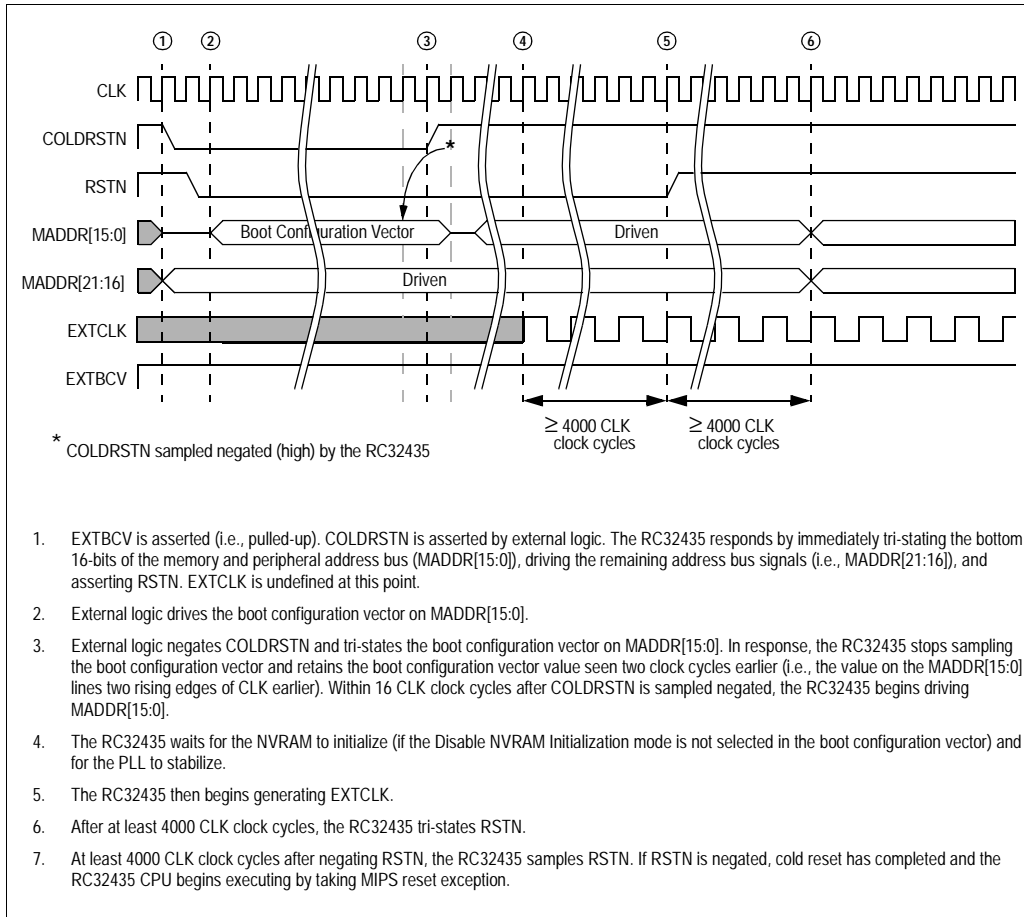 1 2 3 4 5 6
CLK
COLDRSTN
*
RSTN
MADDR[15:0] Boot Configuration Vector Driven
MADDR[21:16] Driven
EXTCLK
EXTBCV
≥ 4000 CLK ≥ 4000 CLK
clock cycles clock cycles
* COLDRSTN sampled negated (high) by the RC32435
1. EXTBCV is asserted (i.e., pulled-up). COLDRSTN is asserted by external logic. The RC32435 responds by immediately tri-stating the bottom
16-bits of the memory and peripheral address bus (MADDR[15:0]), driving the remaining address bus signals (i.e., MADDR[21:16]), and
asserting RSTN. EXTCLK is undefined at this point.
2. External logic drives the boot configuration vector on MADDR[15:0].
3. External logic negates COLDRSTN and tri-states the boot configuration vector on MADDR[15:0]. In response, the RC32435 stops sampling
the boot configuration vector and retains the boot configuration vector value seen two clock cycles earlier (i.e., the value on the MADDR[15:0]
lines two rising edges of CLK earlier). Within 16 CLK clock cycles after COLDRSTN is sampled negated, the RC32435 begins driving
MADDR[15:0].
4. The RC32435 waits for the NVRAM to initialize (if the Disable NVRAM Initialization mode is not selected in the boot configuration vector) and
for the PLL to stabilize.
5. The RC32435 then begins generating EXTCLK.
6. After at least 4000 CLK clock cycles, the RC32435 tri-states RSTN.
7. At least 4000 CLK clock cycles after negating RSTN, the RC32435 samples RSTN. If RSTN is negated, cold reset has completed and the
RC32435 CPU begins executing by taking MIPS reset exception.